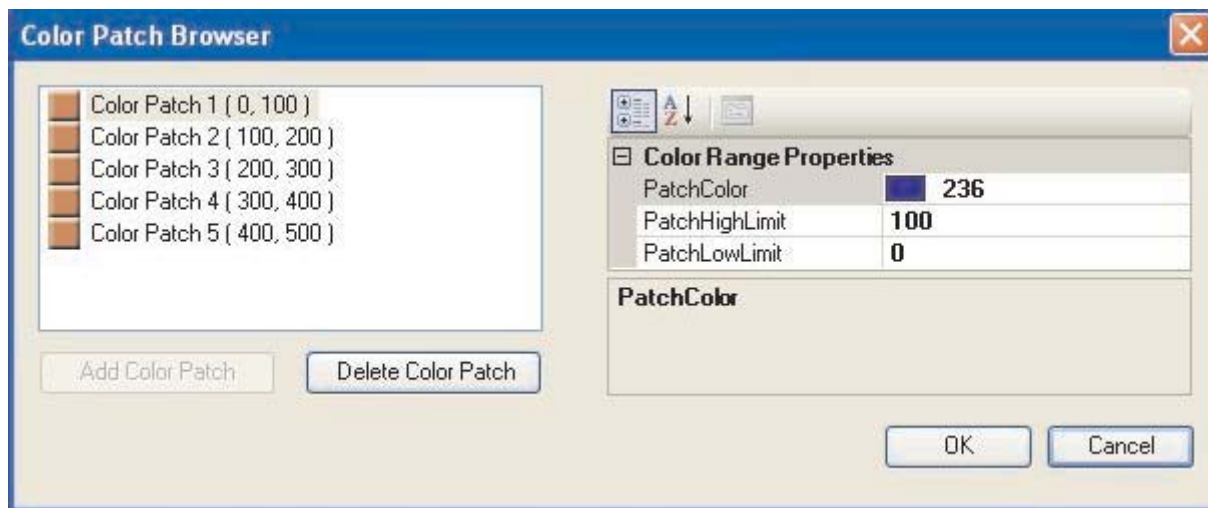 Color Patch Browser
Color Patch 1 ( 0, 100 )
Color Patch 2 ( 100, 200 )
Color Patch 3 ( 200, 300 )
Color Patch 4 ( 300, 400 )
Color Patch 5 ( 400, 500 )
Add Color Patch
Delete Color Patch
A
Z
Color Range Properties
PatchColor 236
PatchHighLimit 100
PatchLowLimit 0
PatchColor
OK
Cancel